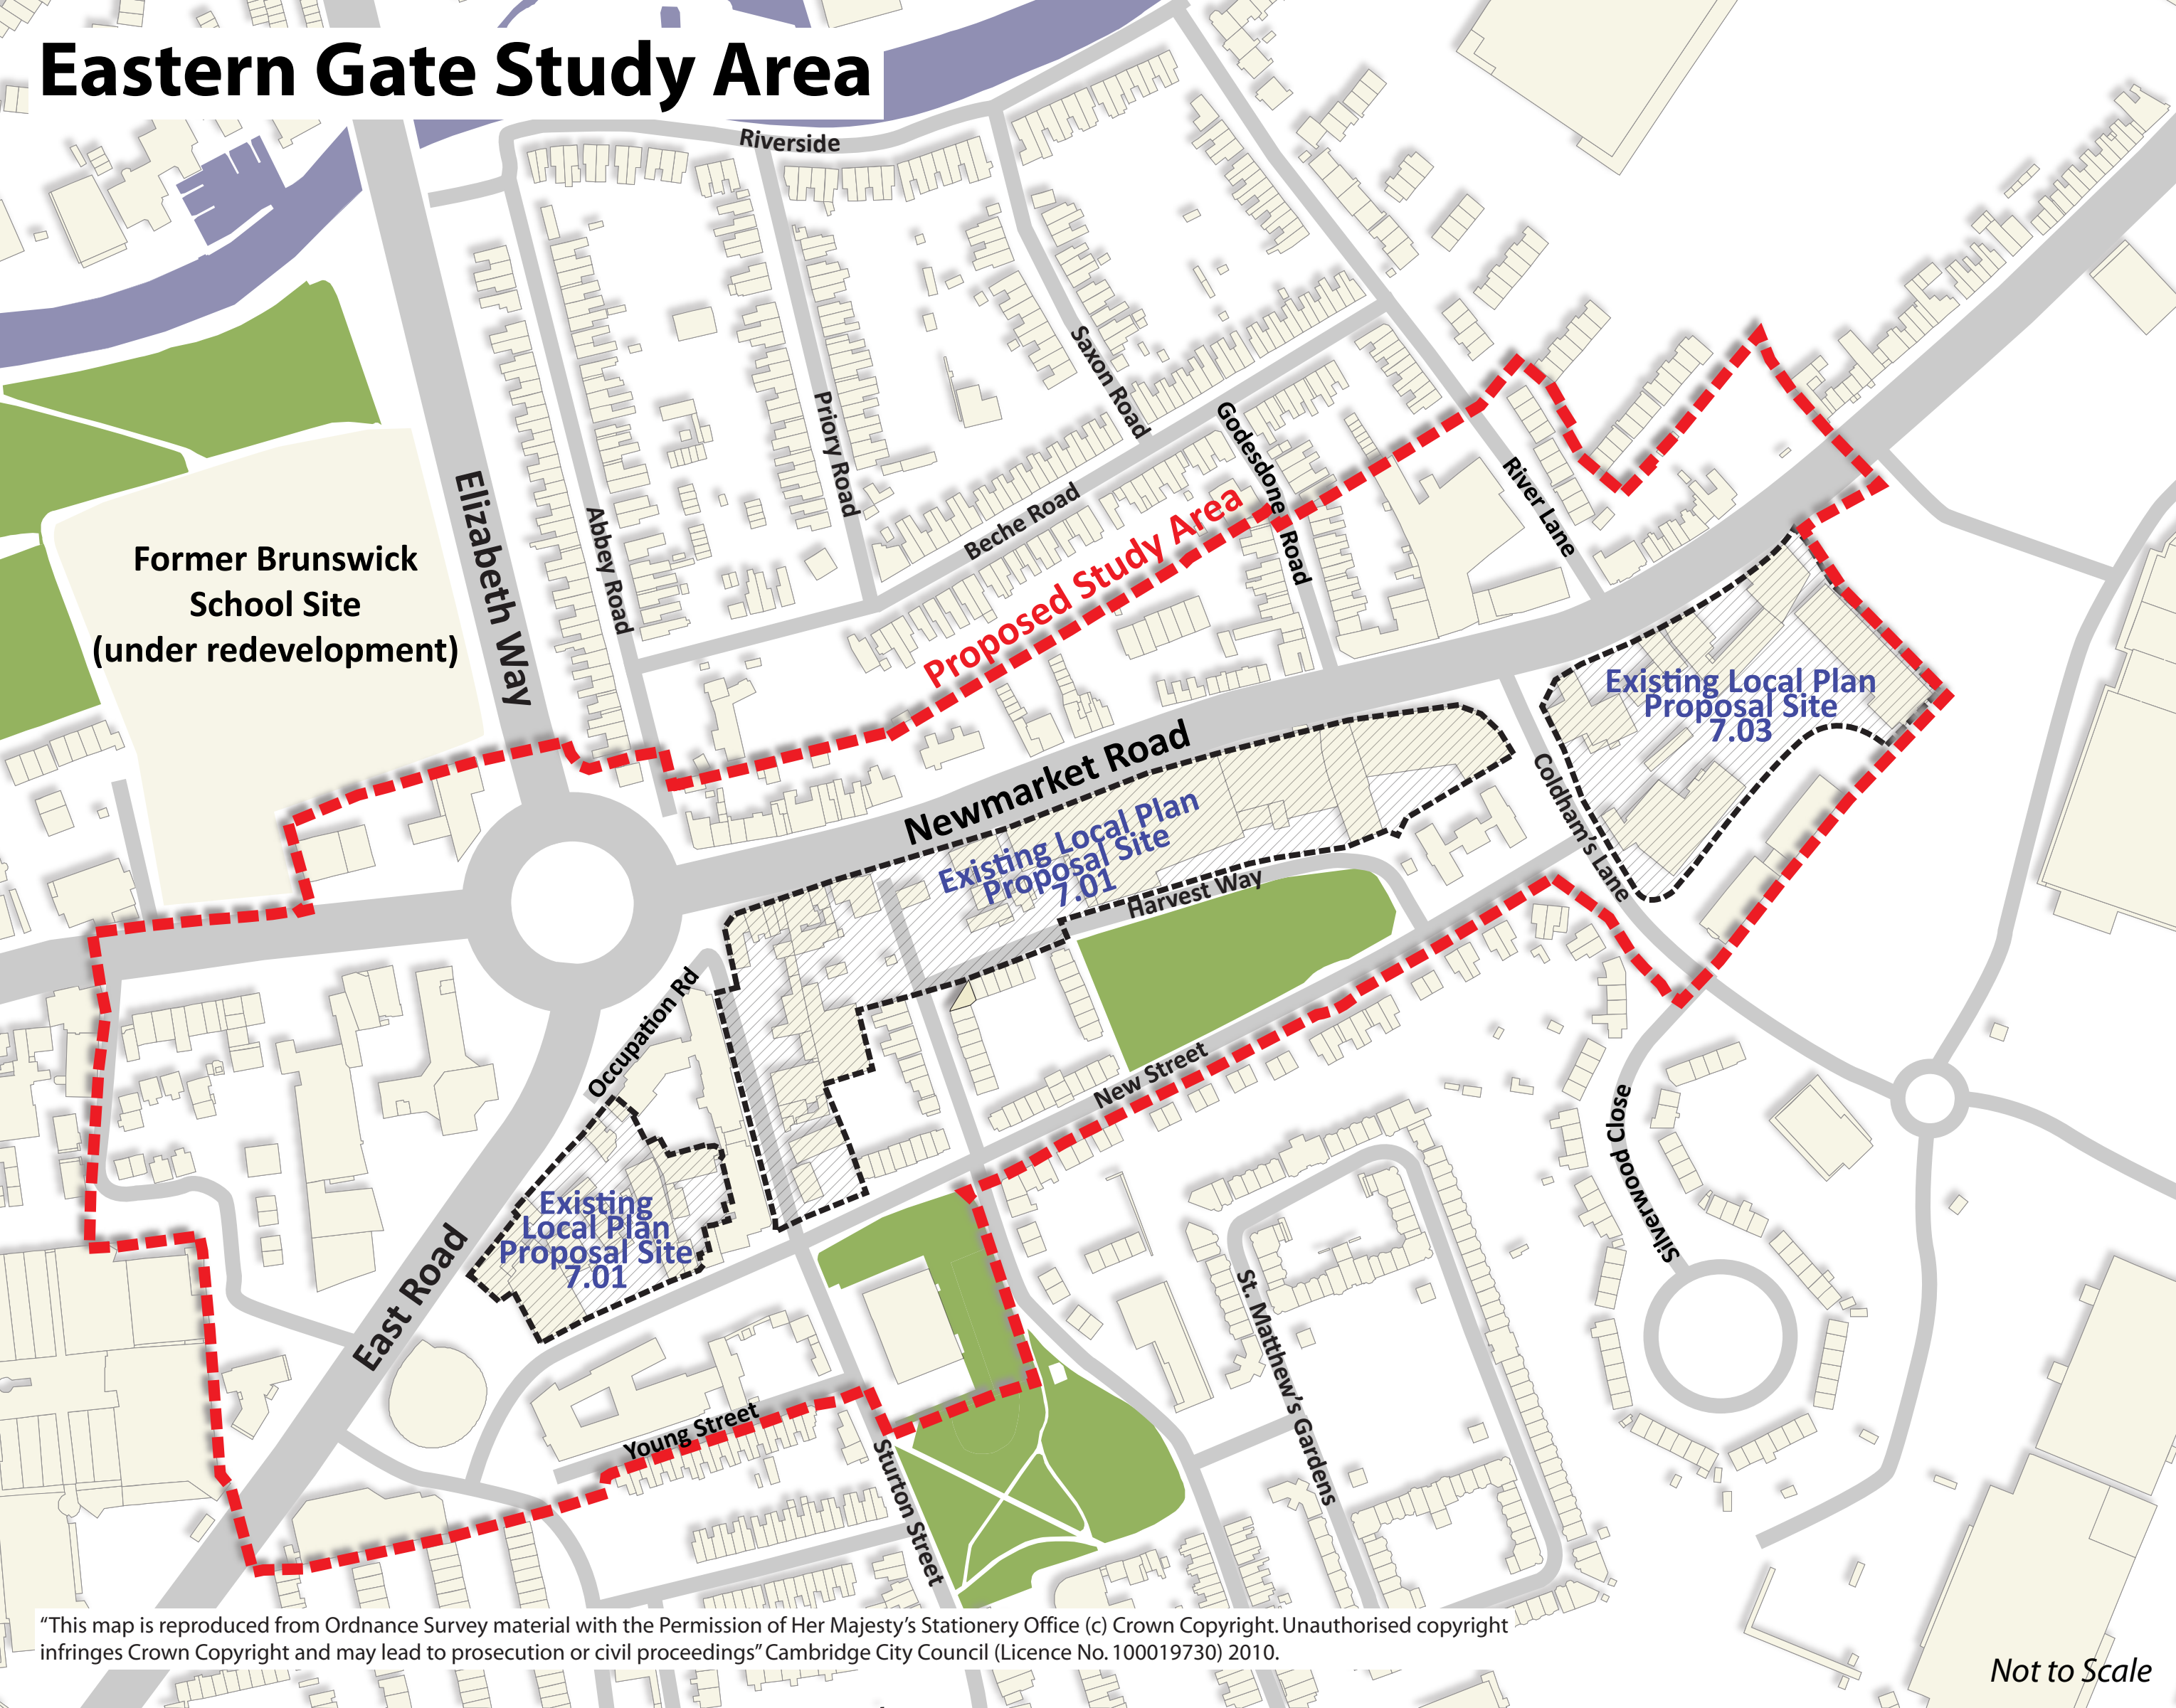 Eastern Gate Study Area
Riverside
Saxon Road
Priory Road
Godesdone Road
Beche Road
River Lane
Elizabeth Way
Abbey Road
Proposed Study Area
Former Brunswick
School Site
(under redevelopment)
Existing Local Plan
Proposal Site
7.03
Newmarket Road
Coldham's Lane
Existing Local Plan
Proposal Site
7.01
Harvest Way
Occupation Rd
New Street
Silverwood Close
Existing
Local Plan
Proposal Site
7.01
East Road
St. Matthew's Gardens
Young Street
Sturton Street
“This map is reproduced from Ordnance Survey material with the Permission of Her Majesty’s Stationery Office (c) Crown Copyright. Unauthorised copyright
infringes Crown Copyright and may lead to prosecution or civil proceedings” Cambridge City Council (Licence No. 100019730) 2010.
Not to Scale